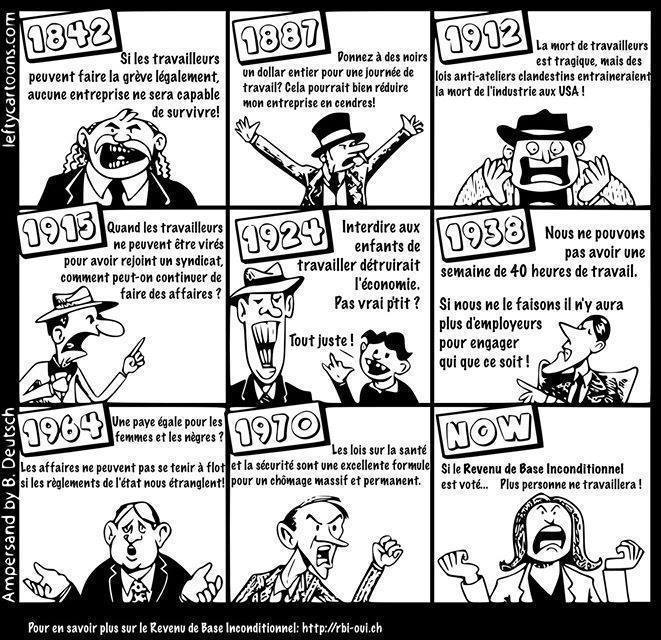 1842
Si les travailleurs
peuvent faire la grève légalement,
aucune entreprise ne sera capable
de survivre!
1887
Donnez à des noirs
un dollar entier pour une journée de
travail? Cela pourrait bien réduire
mon entreprise en cendres!
1912
La mort de travailleurs
est tragique, mais des
lois anti-ateliers clandestins entraineraient
la mort de l'industrie aux USA !
1915
Quand les travailleurs
ne peuvent être virés
pour avoir rejoint un syndicat,
comment peut-on continuer de
faire des affaires ?
1924
Interdire aux
enfants de
travailler détruirait
l'économie.
Pas vrai p'tit ?
Tout juste !
1938
Nous ne pouvons
pas avoir une
semaine de 40 heures de travail.
Si nous ne le faisons il n'y aura
plus d'employeurs
pour engager
qui que ce soit !
1964
Une paye égale pour les
femmes et les nègres ?
Les affaires ne peuvent pas se tenir à flot
si les règlements de l'état nous étranglent!
1970
Les lois sur la santé
et la sécurité sont une excellente formule
pour un chômage massif et permanent.
NOW
Si le Revenu de Base Inconditionnel
est voté... Plus personne ne travaillera !
leftycartoons.com
Ampersand by B. Deutsch
Pour en savoir plus sur le Revenu de Base Inconditionnel: http://rbi-oui.ch